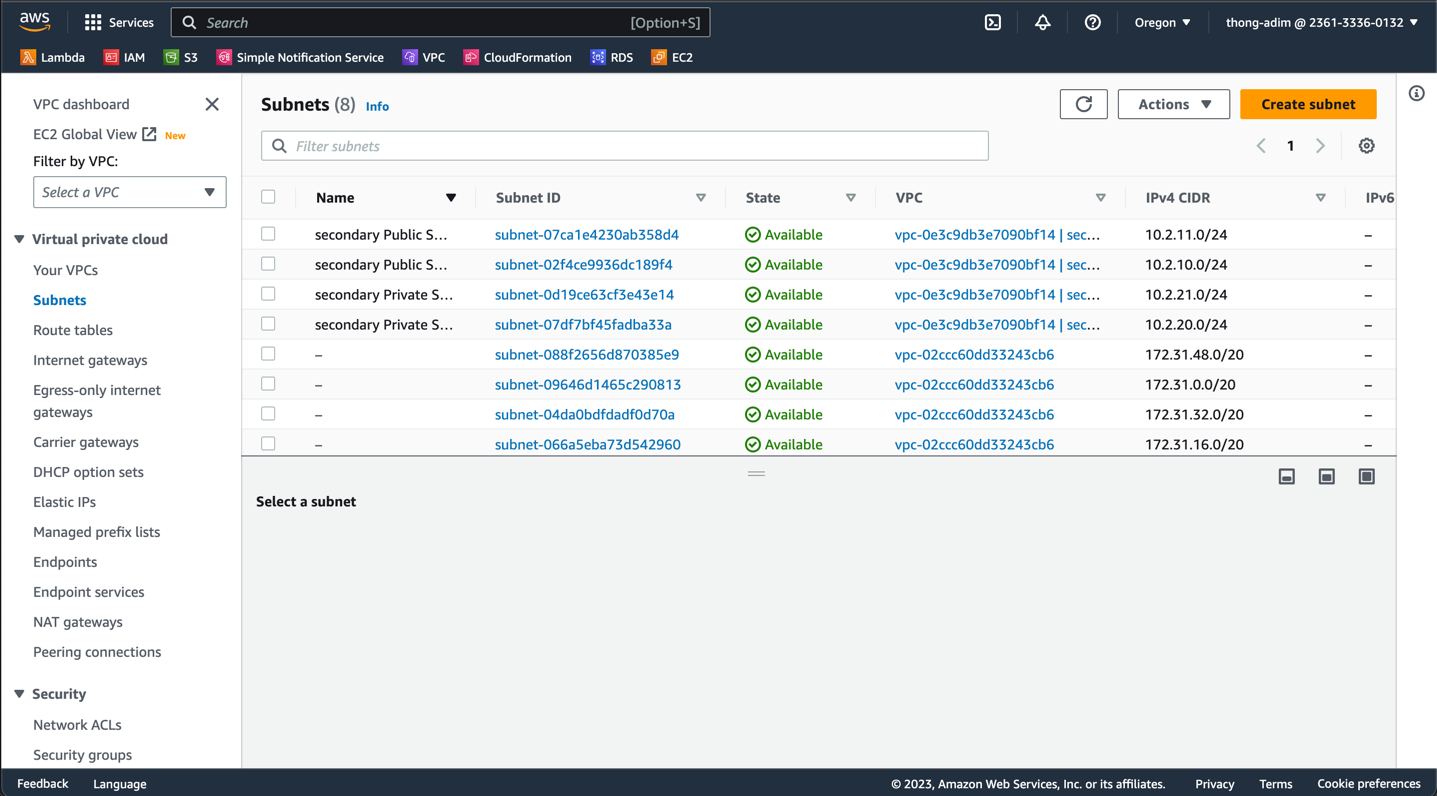 aws Services Search [Option+S] Oregon thong-adim @ 2361-3336-0132
Lambda IAM S3 Simple Notification Service VPC CloudFormation RDS EC2
VPC dashboard
EC2 Global View New
Filter by VPC:
Select a VPC
Virtual private cloud
Your VPCs
Subnets
Route tables
Internet gateways
Egress-only internet
gateways
Carrier gateways
DHCP option sets
Elastic IPs
Managed prefix lists
Endpoints
Endpoint services
NAT gateways
Peering connections
Security
Network ACLs
Security groups
Subnets (8) Info Actions Create subnet
Filter subnets 1
Name Subnet ID State VPC IPv4 CIDR IPv6
secondary Public S... subnet-07ca1e4230ab358d4 Available vpc-0e3c9db3e7090bf14 | sec... 10.2.11.0/24 –
secondary Public S... subnet-02f4ce9936dc189f4 Available vpc-0e3c9db3e7090bf14 | sec... 10.2.10.0/24 –
secondary Private S... subnet-0d19ce63cf3e43e14 Available vpc-0e3c9db3e7090bf14 | sec... 10.2.21.0/24 –
secondary Private S... subnet-07df7bf45fadba33a Available vpc-0e3c9db3e7090bf14 | sec... 10.2.20.0/24 –
– subnet-088f2656d870385e9 Available vpc-02ccc60dd33243cb6 172.31.48.0/20 –
– subnet-09646d1465c290813 Available vpc-02ccc60dd33243cb6 172.31.0.0/20 –
– subnet-04da0bdfdadf0d70a Available vpc-02ccc60dd33243cb6 172.31.32.0/20 –
– subnet-066a5eba73d542960 Available vpc-02ccc60dd33243cb6 172.31.16.0/20 –
Select a subnet
Feedback Language © 2023, Amazon Web Services, Inc. or its affiliates. Privacy Terms Cookie preferences